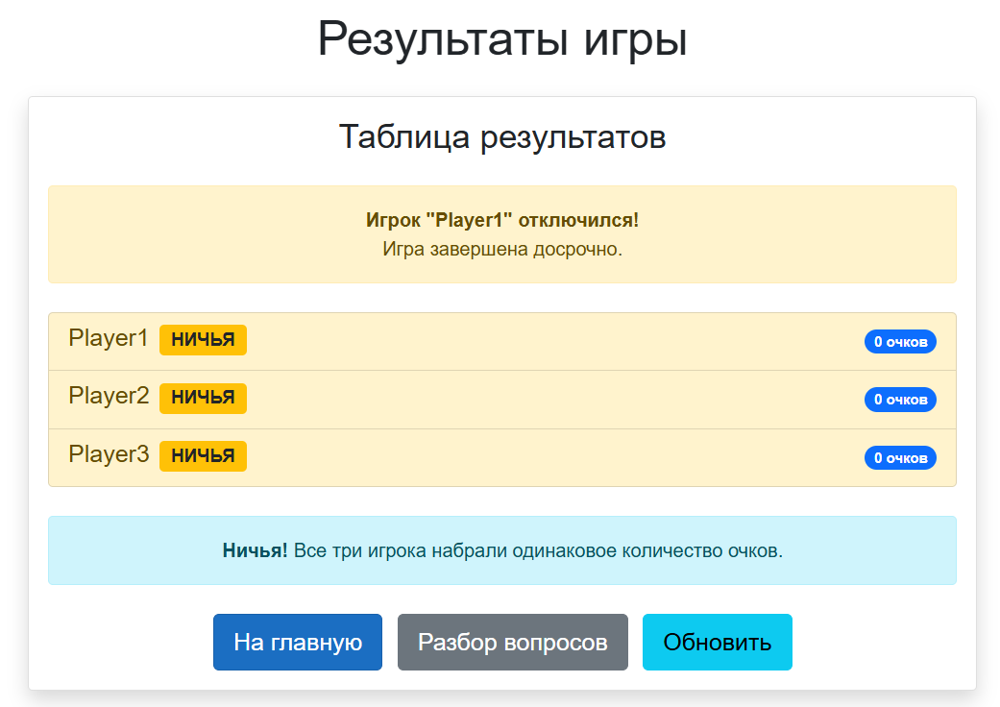 Результаты игры
Таблица результатов
Игрок "Player1" отключился!
Игра завершена досрочно.
Player1 НИЧЬЯ 0 очков
Player2 НИЧЬЯ 0 очков
Player3 НИЧЬЯ 0 очков
Ничья! Все три игрока набрали одинаковое количество очков.
На главную Разбор вопросов Обновить